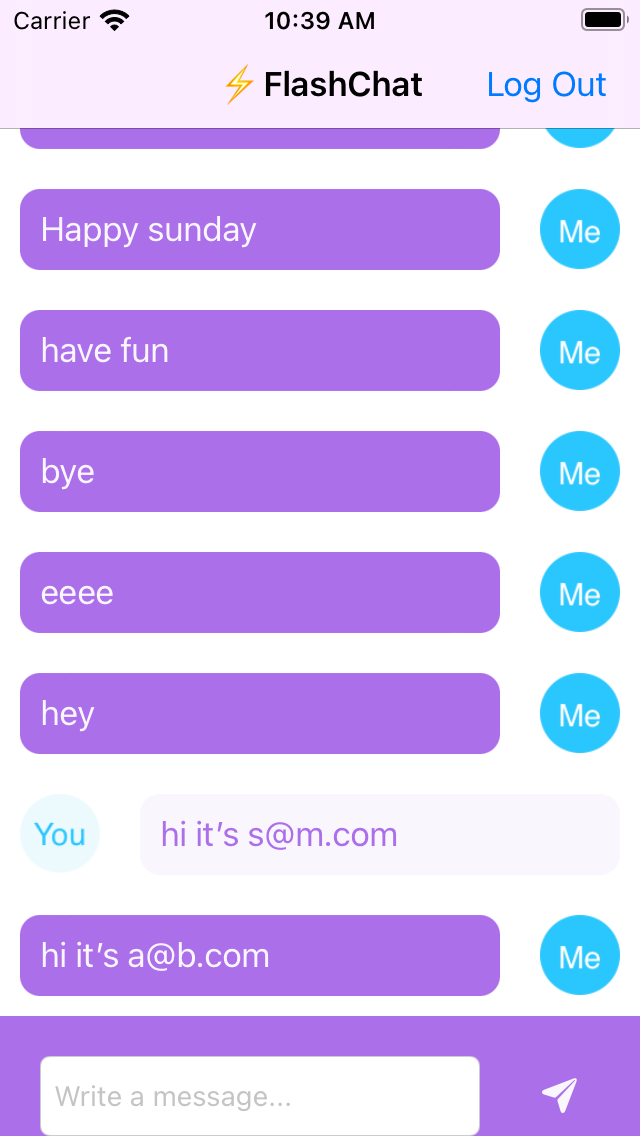 Carrier 10:39 AM
⚡️FlashChat Log Out
Happy sunday Me
have fun Me
bye Me
eeee Me
hey Me
You hi it’s s@m.com
hi it’s a@b.com Me
Write a message...